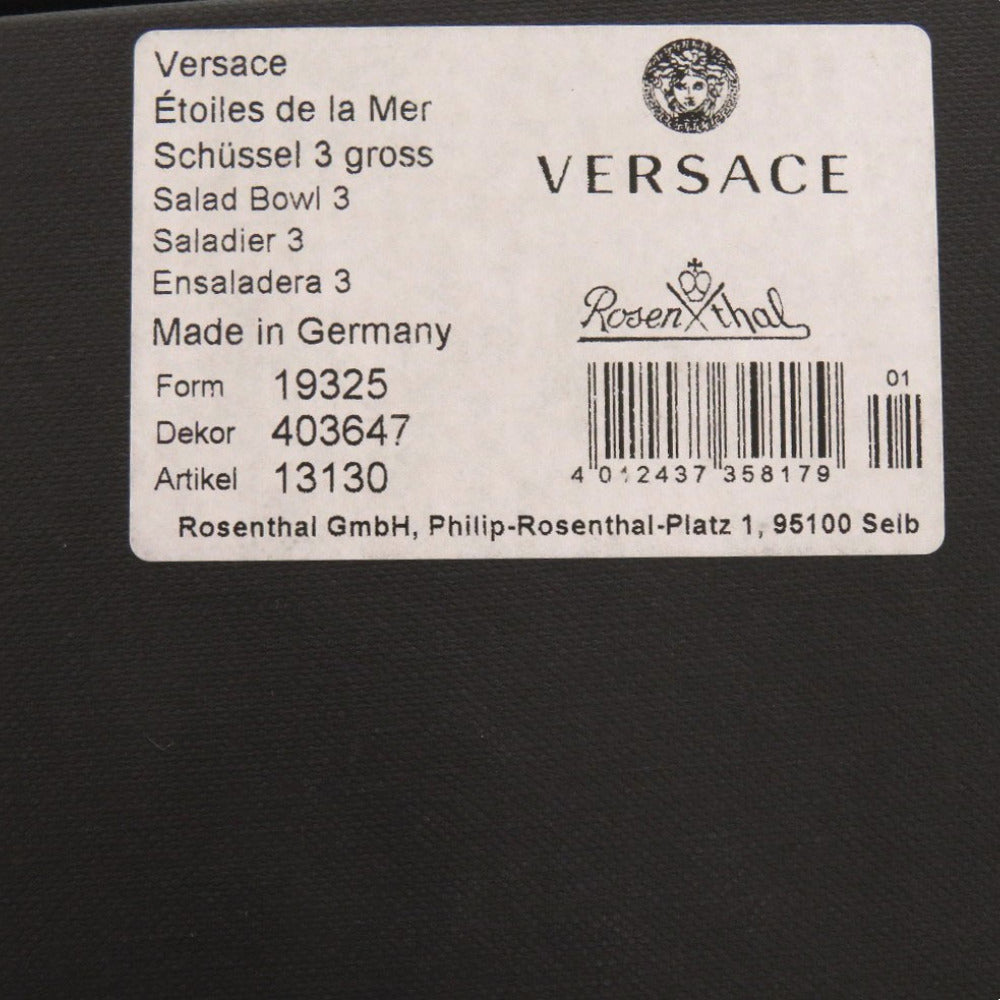 Versace
Étoiles de la Mer
Schüssel 3 gross
Salad Bowl 3
Saladier 3
Ensaladera 3
Made in Germany
Form 19325
Dekor 403647
Artikel 13130
VERSACE
Rosenthal
01
4 012437 358179
Rosenthal GmbH, Philip-Rosenthal-Platz 1, 95100 Selb